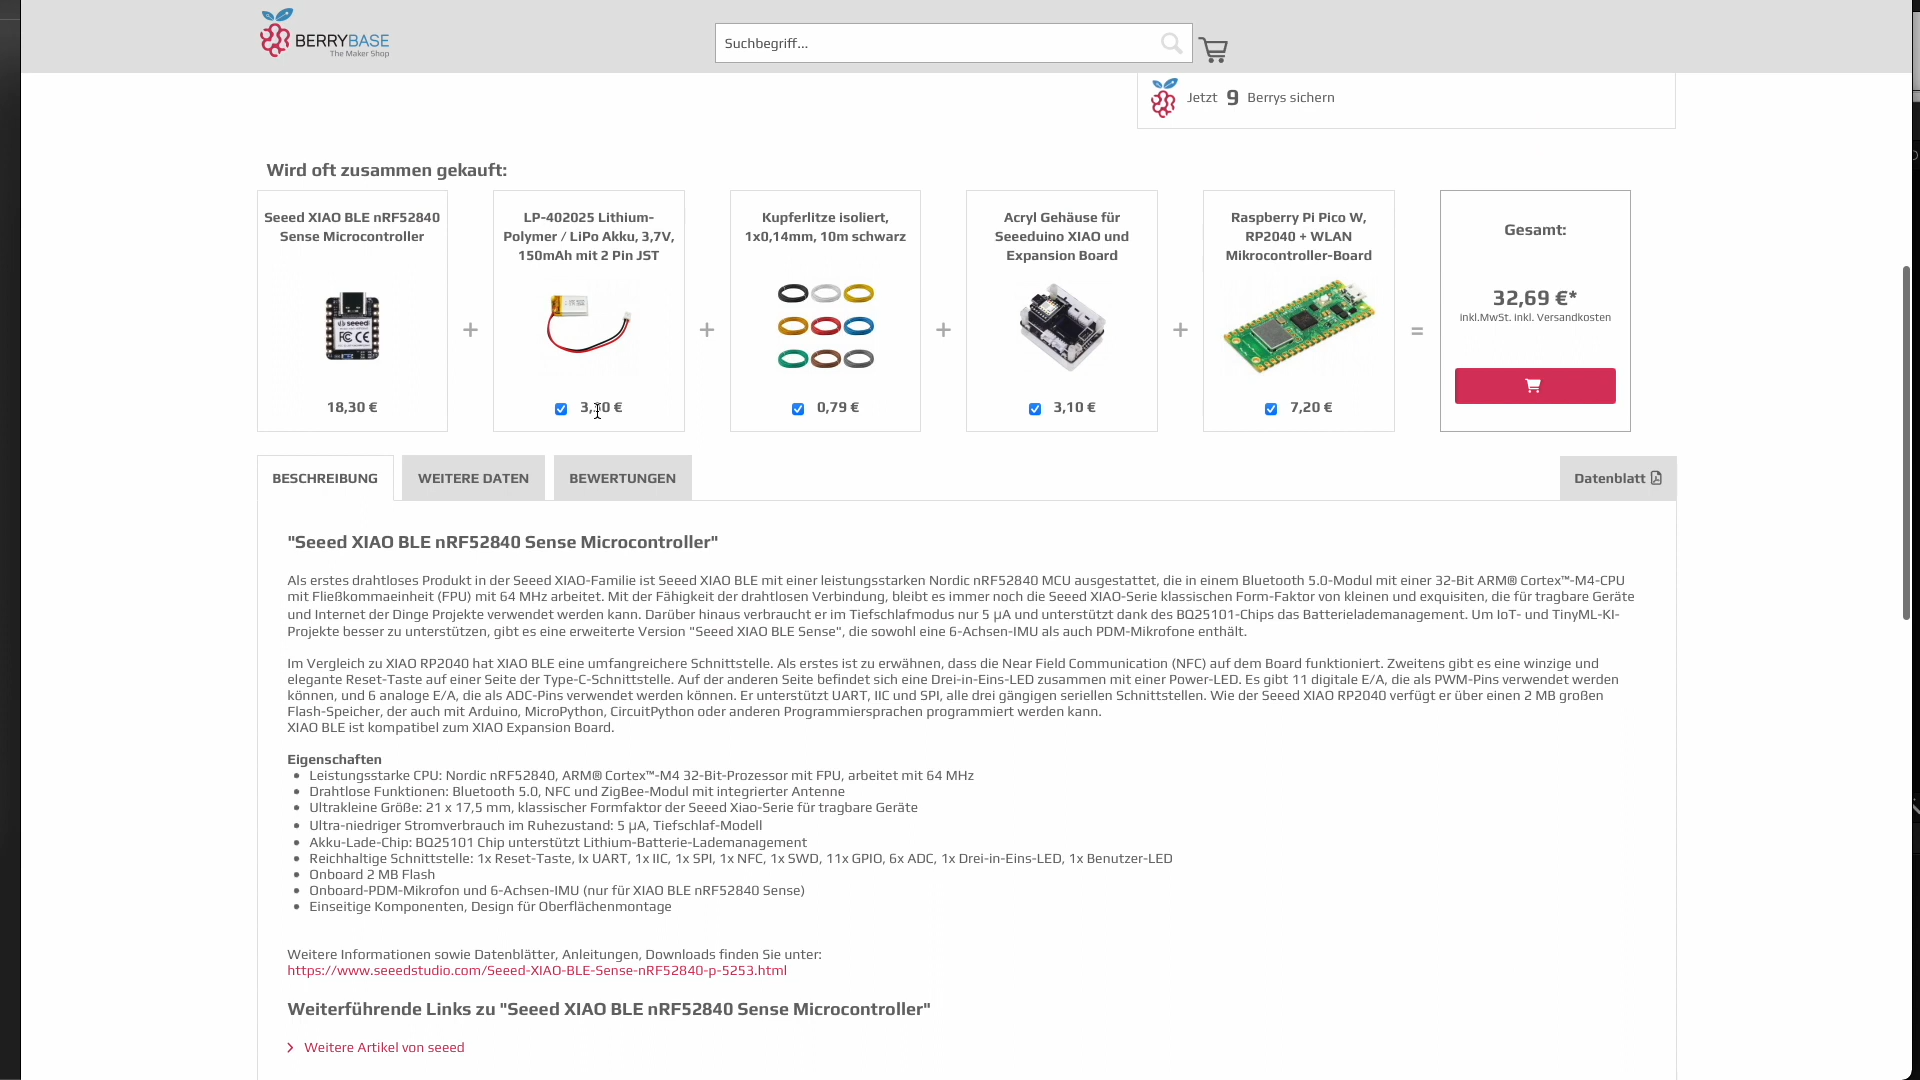 BERRYBASE
The Maker Shop
Suchbegriff...
Jetzt 9 Berrys sichern
Wird oft zusammen gekauft:
Seeed XIAO BLE nRF52840
Sense Microcontroller
18,30 €
+
LP-402025 Lithium-
Polymer / LiPo Akku, 3,7V,
150mAh mit 2 Pin JST
€
+
Kupferlitze isoliert,
1x0,14mm, 10m schwarz
0,79 €
+
Acryl Gehäuse für
Seeeduino XIAO und
Expansion Board
3,10 €
+
Raspberry Pi Pico W,
RP2040 + WLAN
Mikrocontroller-Board
7,20 €
=
Gesamt:
32,69 €*
inkl.MwSt. inkl. Versandkosten
BESCHREIBUNG
WEITERE DATEN
BEWERTUNGEN
Datenblatt
"Seeed XIAO BLE nRF52840 Sense Microcontroller"
Als erstes drahtloses Produkt in der Seeed XIAO-Familie ist Seeed XIAO BLE mit einer leistungsstarken Nordic nRF52840 MCU ausgestattet, die in einem Bluetooth 5.0-Modul mit einer 32-Bit ARM® Cortex™-M4-CPU
mit Fließkommaeinheit (FPU) mit 64 MHz arbeitet. Mit der Fähigkeit der drahtlosen Verbindung, bleibt es immer noch die Seeed XIAO-Serie klassischen Form-Faktor von kleinen und exquisiten, die für tragbare Geräte
und Internet der Dinge Projekte verwendet werden kann. Darüber hinaus verbraucht er im Tiefschlafmodus nur 5 μA und unterstützt dank des BQ25101-Chips das Batterielademanagement. Um IoT- und TinyML-KI-
Projekte besser zu unterstützen, gibt es eine erweiterte Version "Seeed XIAO BLE Sense", die sowohl eine 6-Achsen-IMU als auch PDM-Mikrofone enthält.
Im Vergleich zu XIAO RP2040 hat XIAO BLE eine umfangreichere Schnittstelle. Als erstes ist zu erwähnen, dass die Near Field Communication (NFC) auf dem Board funktioniert. Zweitens gibt es eine winzige und
elegante Reset-Taste auf einer Seite der Type-C-Schnittstelle. Auf der anderen Seite befindet sich eine Drei-in-Eins-LED zusammen mit einer Power-LED. Es gibt 11 digitale E/A, die als PWM-Pins verwendet werden
können, und 6 analoge E/A, die als ADC-Pins verwendet werden können. Er unterstützt UART, IIC und SPI, alle drei gängigen seriellen Schnittstellen. Wie der Seeed XIAO RP2040 verfügt er über einen 2 MB großen
Flash-Speicher, der auch mit Arduino, MicroPython, CircuitPython oder anderen Programmiersprachen programmiert werden kann.
XIAO BLE ist kompatibel zum XIAO Expansion Board.
Eigenschaften
• Leistungsstarke CPU: Nordic nRF52840, ARM® Cortex™-M4 32-Bit-Prozessor mit FPU, arbeitet mit 64 MHz
• Drahtlose Funktionen: Bluetooth 5.0, NFC und ZigBee-Modul mit integrierter Antenne
• Ultrakleine Größe: 21 x 17,5 mm, klassischer Formfaktor der Seeed Xiao-Serie für tragbare Geräte
• Ultra-niedriger Stromverbrauch im Ruhezustand: 5 μA, Tiefschlaf-Modell
• Akku-Lade-Chip: BQ25101 Chip unterstützt Lithium-Batterie-Lademanagement
• Reichhaltige Schnittstelle: 1x Reset-Taste, Ix UART, 1x IIC, 1x SPI, 1x NFC, 1x SWD, 11x GPIO, 6x ADC, 1x Drei-in-Eins-LED, 1x Benutzer-LED
• Onboard 2 MB Flash
• Onboard-PDM-Mikrofon und 6-Achsen-IMU (nur für XIAO BLE nRF52840 Sense)
• Einseitige Komponenten, Design für Oberflächenmontage
Weitere Informationen sowie Datenblätter, Anleitungen, Downloads finden Sie unter:
https://www.seeedstudio.com/Seeed-XIAO-BLE-Sense-nRF52840-p-5253.html
Weiterführende Links zu "Seeed XIAO BLE nRF52840 Sense Microcontroller"
Weitere Artikel von seeed